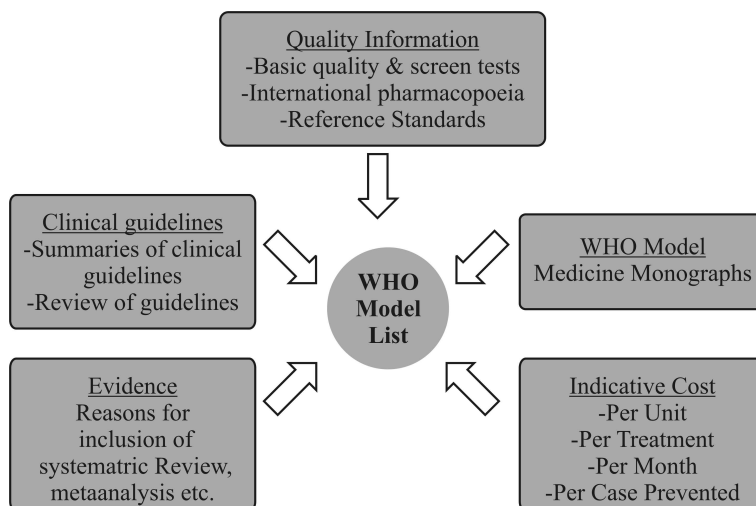 Quality Information
-Basic quality & screen tests
-International pharmacopoeia
-Reference Standards
Clinical guidelines
-Summaries of clinical
guidelines
-Review of guidelines
WHO
Model
List
WHO Model
Medicine Monographs
Evidence
Reasons for
inclusion of
systematric Review,
metaanalysis etc.
Indicative Cost
-Per Unit
-Per Treatment
-Per Month
-Per Case Prevented